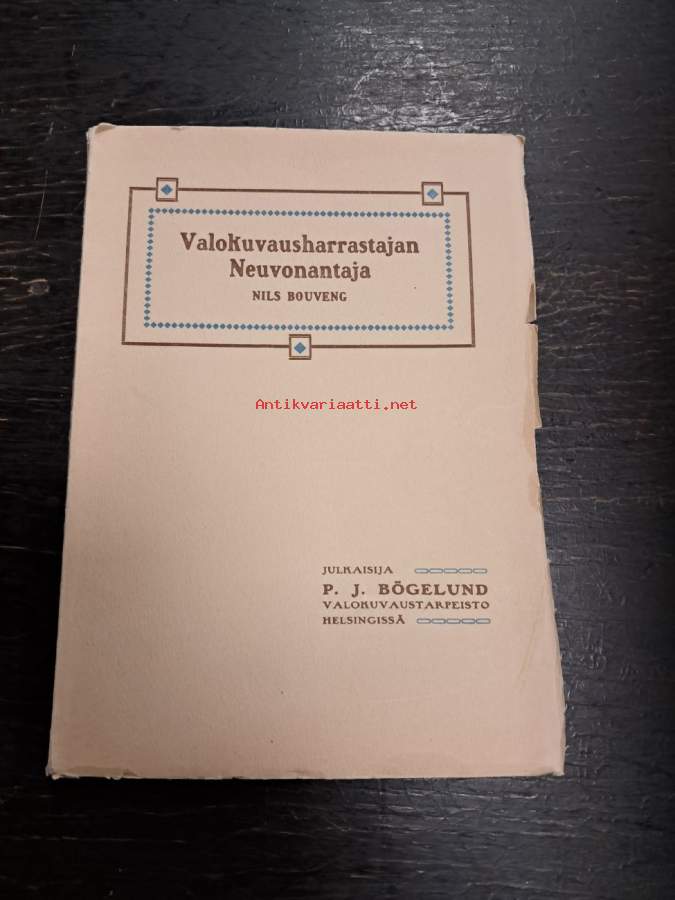 Valokuvausharrastajan
Neuvonantaja
NILS BOUVENG
Antikvariaatti.net
JULKAISIJA
P. J. BÖGELUND
VALOKUVAUSTARPEISTO
HELSINGISSÄ